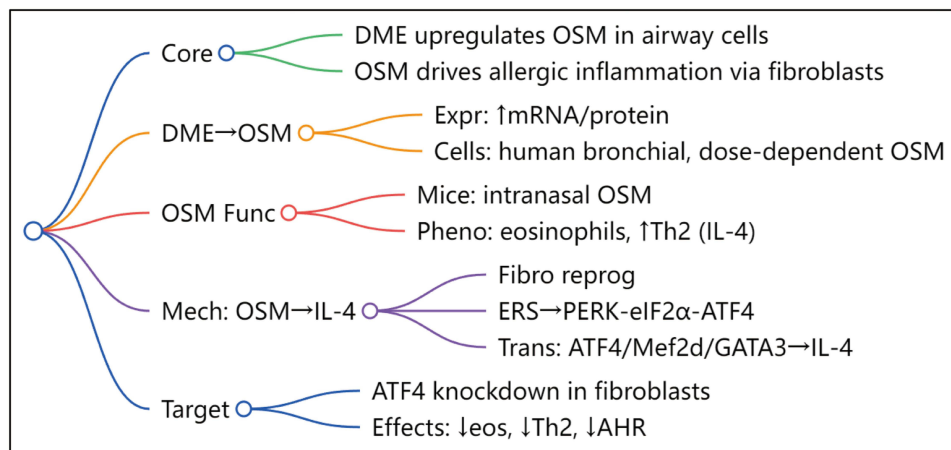 Core
DME upregulates OSM in airway cells
OSM drives allergic inflammation via fibroblasts
DME→OSM
Expr: ↑mRNA/protein
Cells: human bronchial, dose-dependent OSM
OSM Func
Mice: intranasal OSM
Pheno: eosinophils, ↑Th2 (IL-4)
Mech: OSM→IL-4
Fibro reprog
ERS→PERK-eIF2α-ATF4
Trans: ATF4/Mef2d/GATA3→IL-4
Target
ATF4 knockdown in fibroblasts
Effects: ↓eos, ↓Th2, ↓AHR